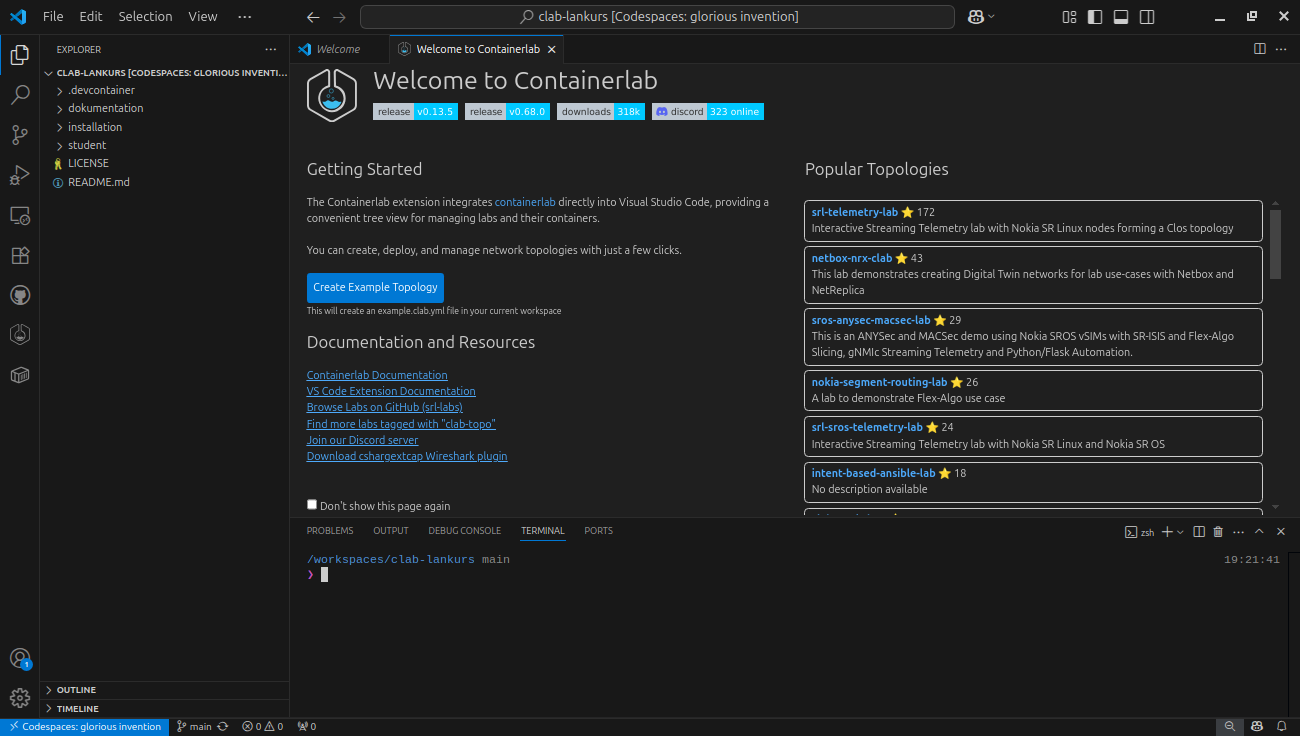 File Edit Selection View ···
clab-lankurs [Codespaces: glorious invention]
EXPLORER
CLAB-LANKURS [CODESPACES: GLORIOUS INVENTI...
.devcontainer
dokumentation
installation
student
LICENSE
README.md
OUTLINE
TIMELINE
Welcome
Welcome to Containerlab
Welcome to Containerlab
release v0.13.5 release v0.68.0 downloads 318k discord 323 online
Getting Started
The Containerlab extension integrates containerlab directly into Visual Studio Code, providing a
convenient tree view for managing labs and their containers.
You can create, deploy, and manage network topologies with just a few clicks.
Create Example Topology
This will create an example.clab.yml file in your current workspace
Documentation and Resources
Containerlab Documentation
VS Code Extension Documentation
Browse Labs on GitHub (srl-labs)
Find more labs tagged with "clab-topo"
Join our Discord server
Download cshargextcap Wireshark plugin
Don't show this page again
Popular Topologies
srl-telemetry-lab ⭐ 172
Interactive Streaming Telemetry lab with Nokia SR Linux nodes forming a Clos topology
netbox-nrx-clab ⭐ 43
This lab demonstrates creating Digital Twin networks for lab use-cases with Netbox and
NetReplica
sros-anysec-macsec-lab ⭐ 29
This is an ANYSec and MACSec demo using Nokia SROS vSIMs with SR-ISIS and Flex-Algo
Slicing, gNMIc Streaming Telemetry and Python/Flask Automation.
nokia-segment-routing-lab ⭐ 26
A lab to demonstrate Flex-Algo use case
srl-sros-telemetry-lab ⭐ 24
Interactive Streaming Telemetry lab with Nokia SR Linux and Nokia SR OS
intent-based-ansible-lab ⭐ 18
No description available
PROBLEMS OUTPUT DEBUG CONSOLE TERMINAL PORTS
zsh
/workspaces/clab-lankurs main 19:21:41
❯
1
Codespaces: glorious invention main 0 0 0